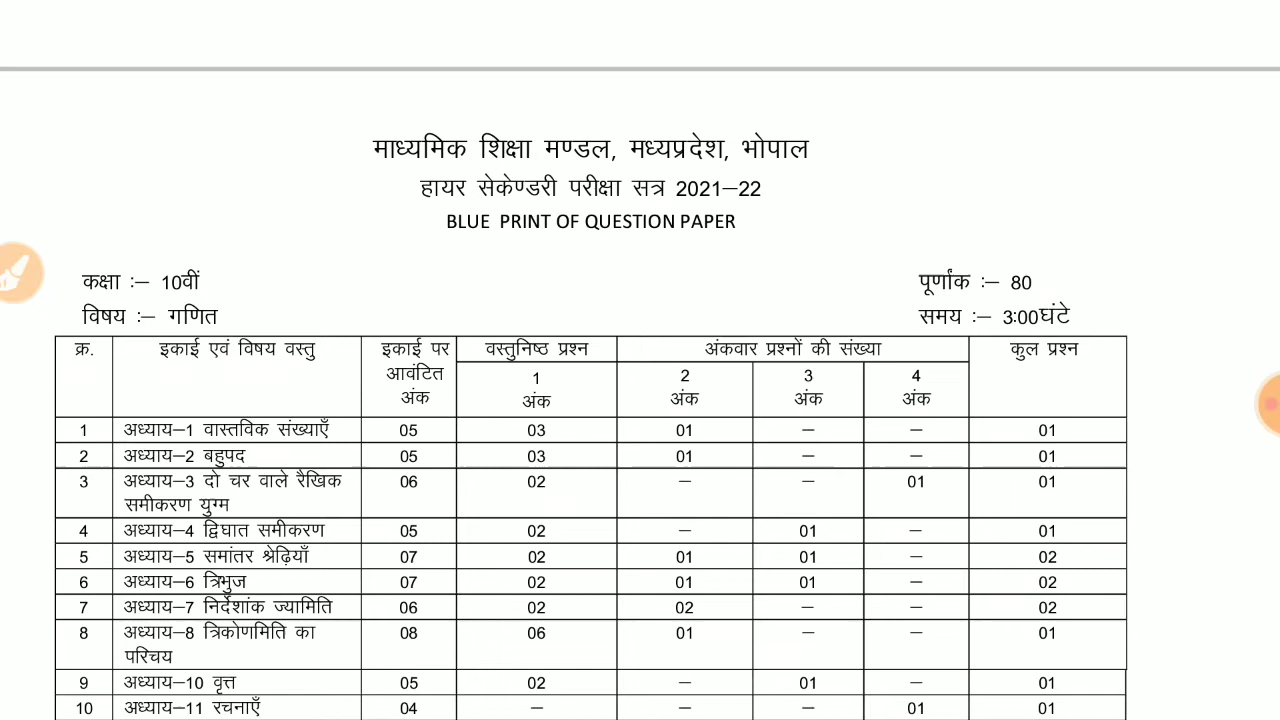 माध्यमिक शिक्षा मण्डल, मध्यप्रदेश, भोपाल
हायर सेकेण्डरी परीक्षा सत्र 2021–22
BLUE PRINT OF QUESTION PAPER
कक्षा :– 10वीं पूर्णांक :– 80
विषय :– गणित समय :– 3:00घंटे
क्र. इकाई एवं विषय वस्तु इकाई पर आवंटित अंक वस्तुनिष्ठ प्रश्न अंकवार प्रश्नों की संख्या कुल प्रश्न
1 अंक 2 अंक 3 अंक 4 अंक
1 अध्याय–1 वास्तविक संख्याएँ 05 03 01 – – 01
2 अध्याय–2 बहुपद 05 03 01 – – 01
3 अध्याय–3 दो चर वाले रैखिक 06 02 – – 01 01
समीकरण युग्म
4 अध्याय–4 द्विघात समीकरण 05 02 – 01 – 01
5 अध्याय–5 समांतर श्रेढ़ियाँ 07 02 01 01 – 02
6 अध्याय–6 त्रिभुज 07 02 01 01 – 02
7 अध्याय–7 निर्देशांक ज्यामिति 06 02 02 – – 02
8 अध्याय–8 त्रिकोणमिति का 08 06 01 – – 01
परिचय
9 अध्याय–10 वृत्त 05 02 – 01 – 01
10 अध्याय–11 रचनाएँ 04 – – – 01 01